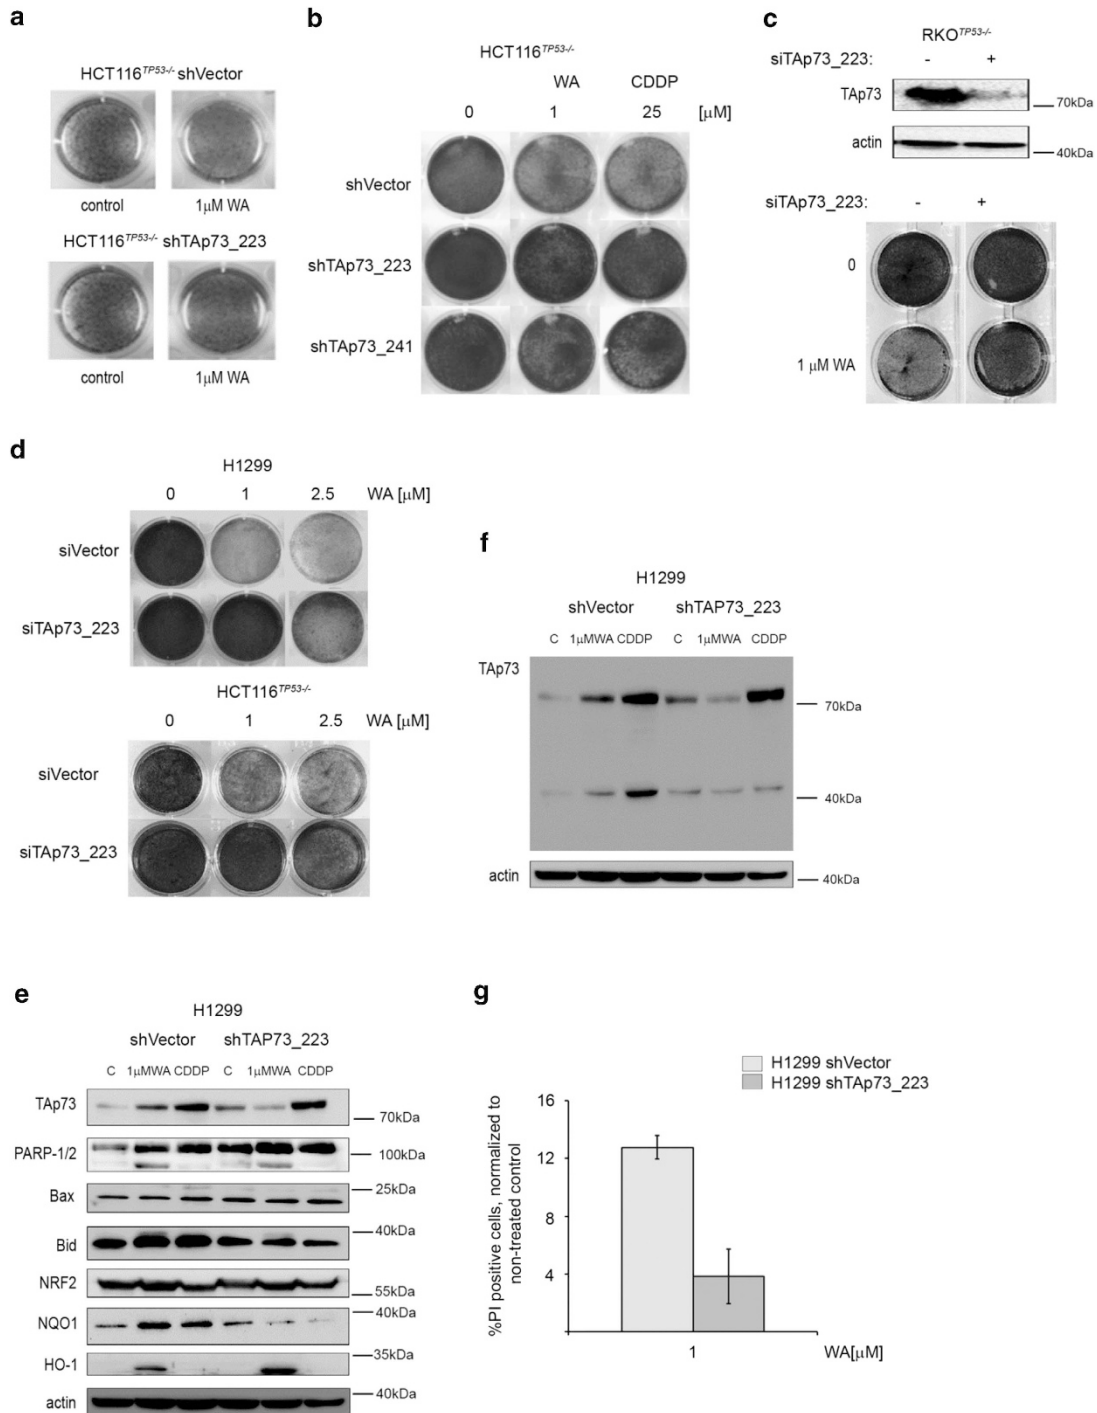 a
HCT116TP53-/- shVector
control 1μM WA
HCT116TP53-/- shTAp73_223
control 1μM WA
b
HCT116TP53-/-
WA CDDP
0 1 25 [μM]
shVector
shTAp73_223
shTAp73_241
c
RKOTP53-/-
siTAp73_223: - +
TAp73
70kDa
actin
40kDa
siTAp73_223: - +
0
1 μM WA
d
H1299
0 1 2.5 WA [μM]
siVector
siTAp73_223
HCT116TP53-/-
0 1 2.5 WA [μM]
siVector
siTAp73_223
f
H1299
shVector shTAP73_223
C 1μMWA CDDP C 1μMWA CDDP
TAp73
70kDa
40kDa
actin
40kDa
e
H1299
shVector shTAP73_223
C 1μMWA CDDP C 1μMWA CDDP
TAp73
70kDa
PARP-1/2
100kDa
Bax
25kDa
Bid
40kDa
NRF2
55kDa
NQO1
40kDa
HO-1
35kDa
actin
40kDa
g
H1299 shVector
H1299 shTAp73_223
%PI positive cells, normalized to
non-treated control
16
12
8
4
1 WA[μM]